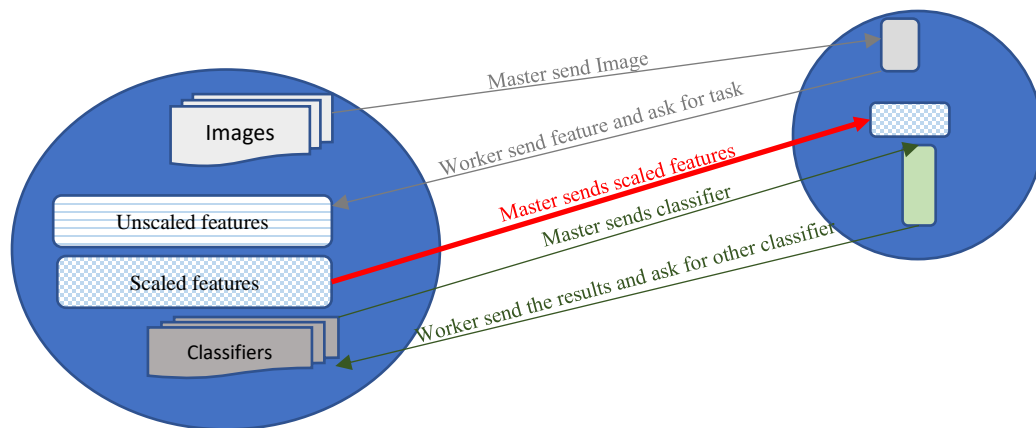 Master send Image
Images
Worker send feature and ask for task
Master sends scaled features
Unscaled features
Master sends classifier
Scaled features
Worker send the results and ask for other classifier
Classifiers